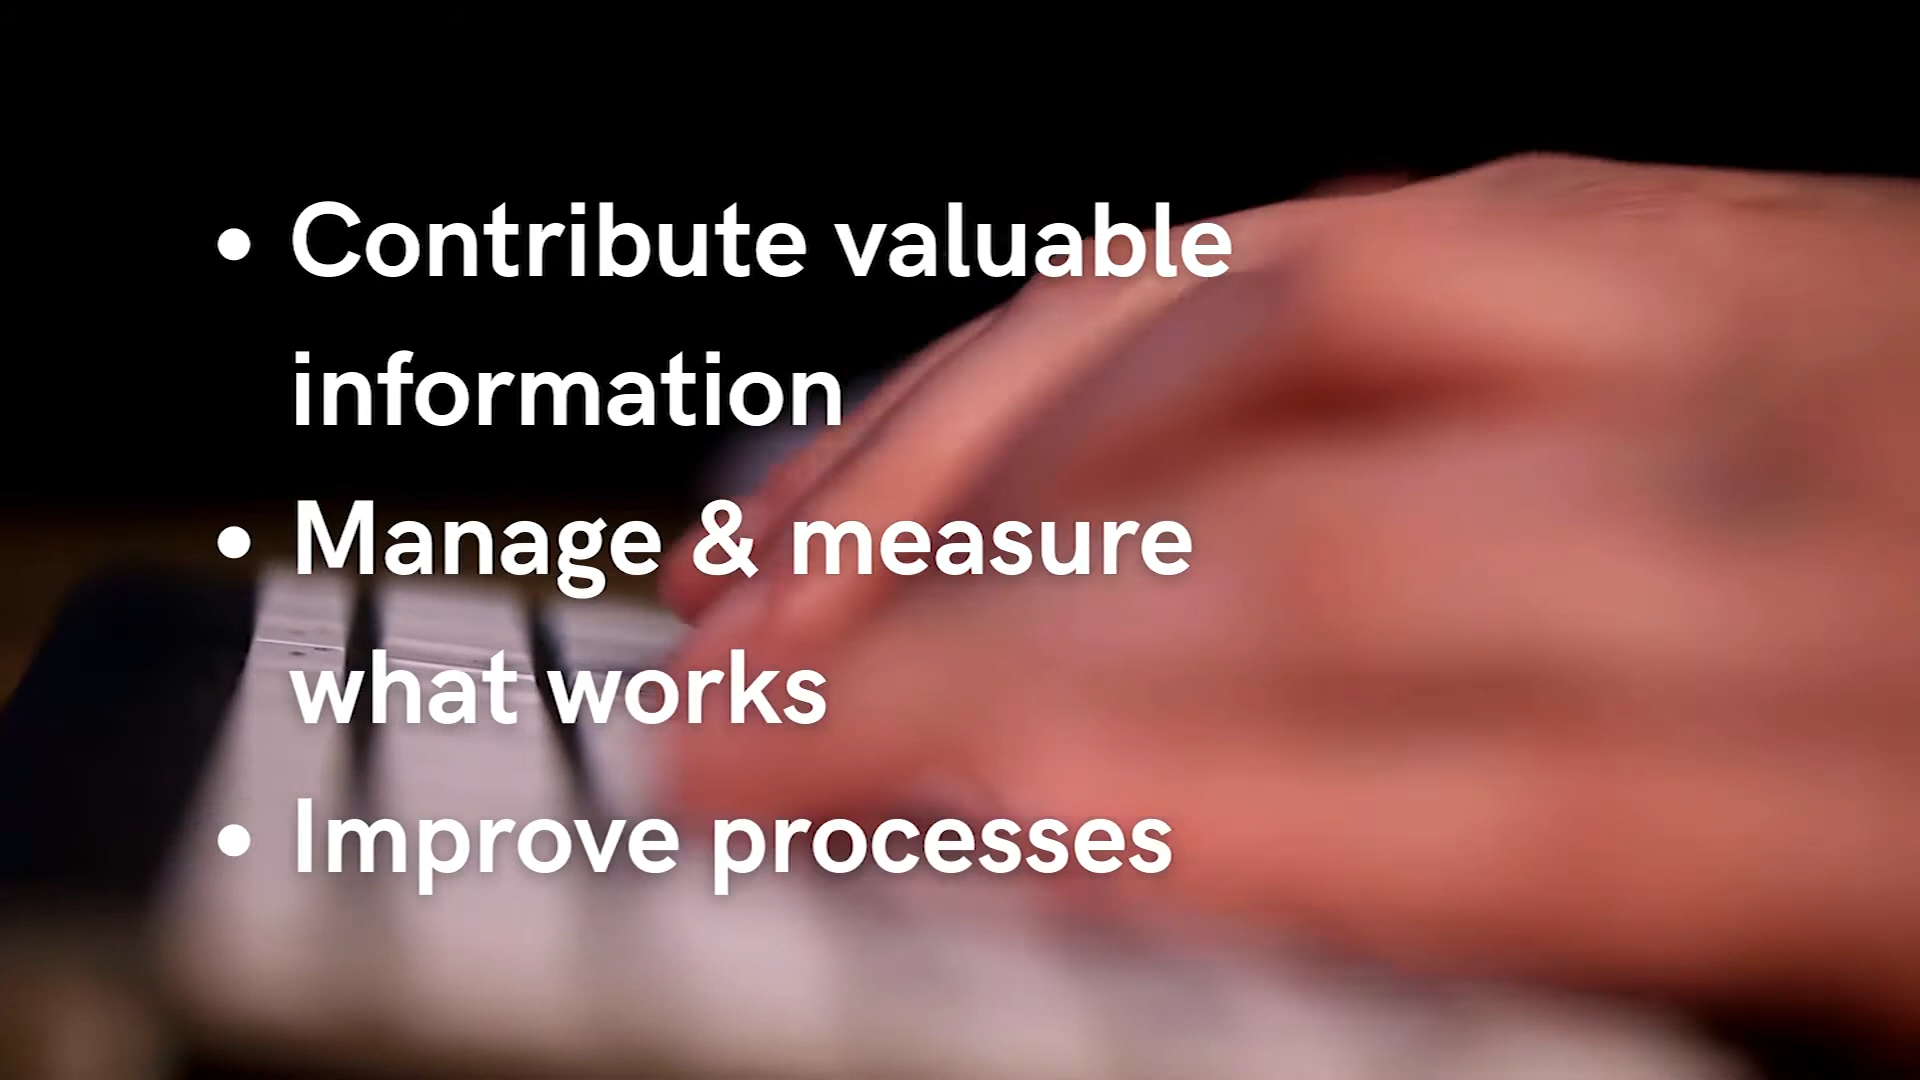 • Contribute valuable
information
• Manage & measure
what works
• Improve processes